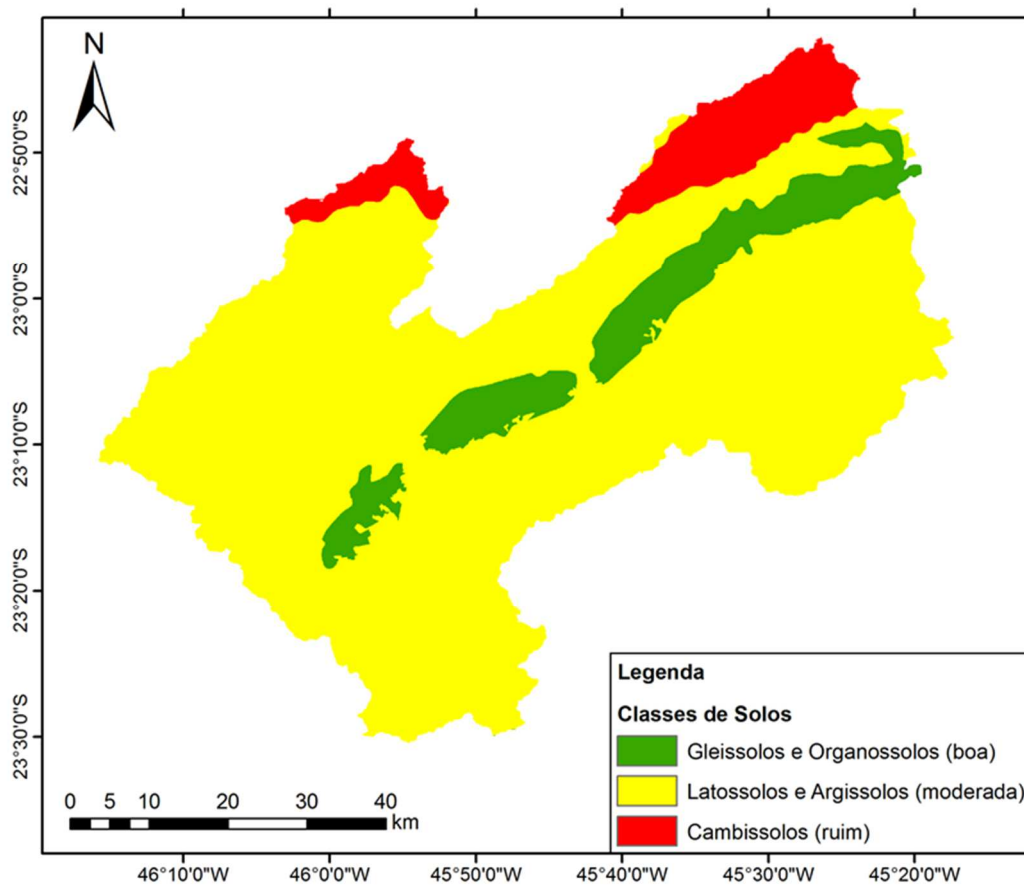 N
22°50'0"S
23°0'0"S
23°10'0"S
23°20'0"S
23°30'0"S
Legenda
Classes de Solos
Gleissolos e Organossolos (boa)
Latossolos e Argissolos (moderada)
Cambissolos (ruim)
0 5 10 20 30 40
km
46°10'0"W 46°0'0"W 45°50'0"W 45°40'0"W 45°30'0"W 45°20'0"W